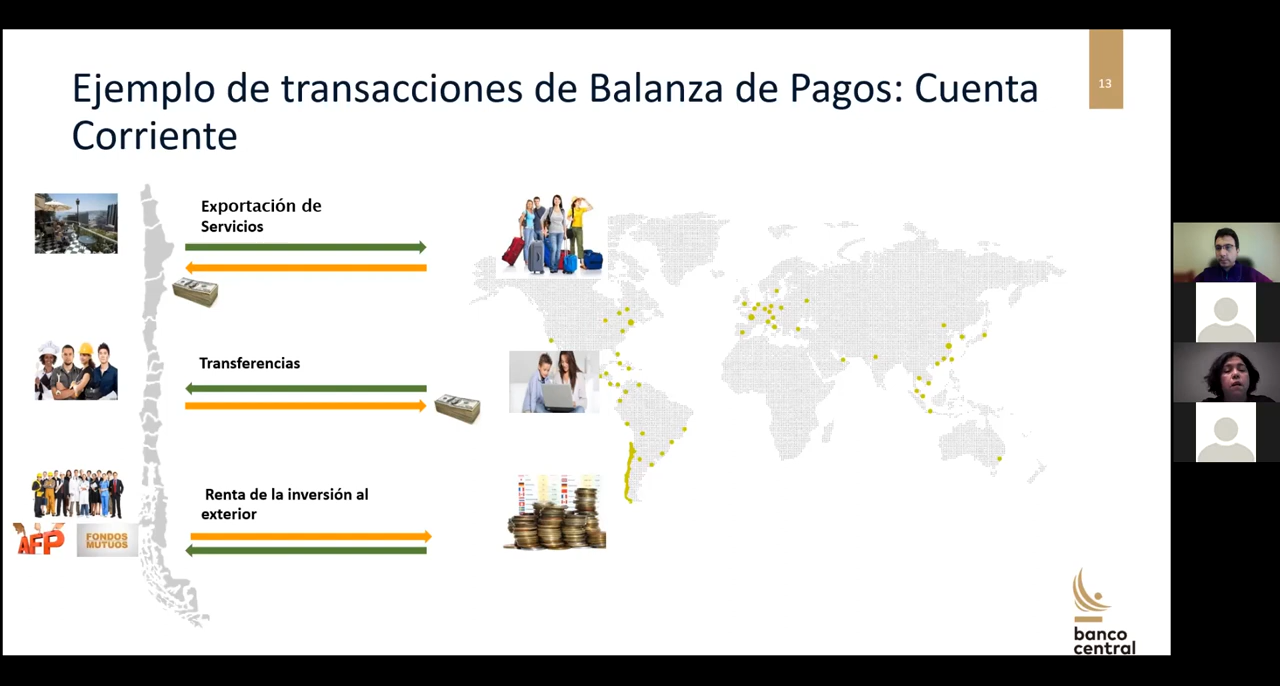 Ejemplo de transacciones de Balanza de Pagos: Cuenta
Corriente
13
Exportación de
Servicios
Transferencias
Renta de la inversión al
exterior
AFP
FONDOS
MUTUOS
banco
central